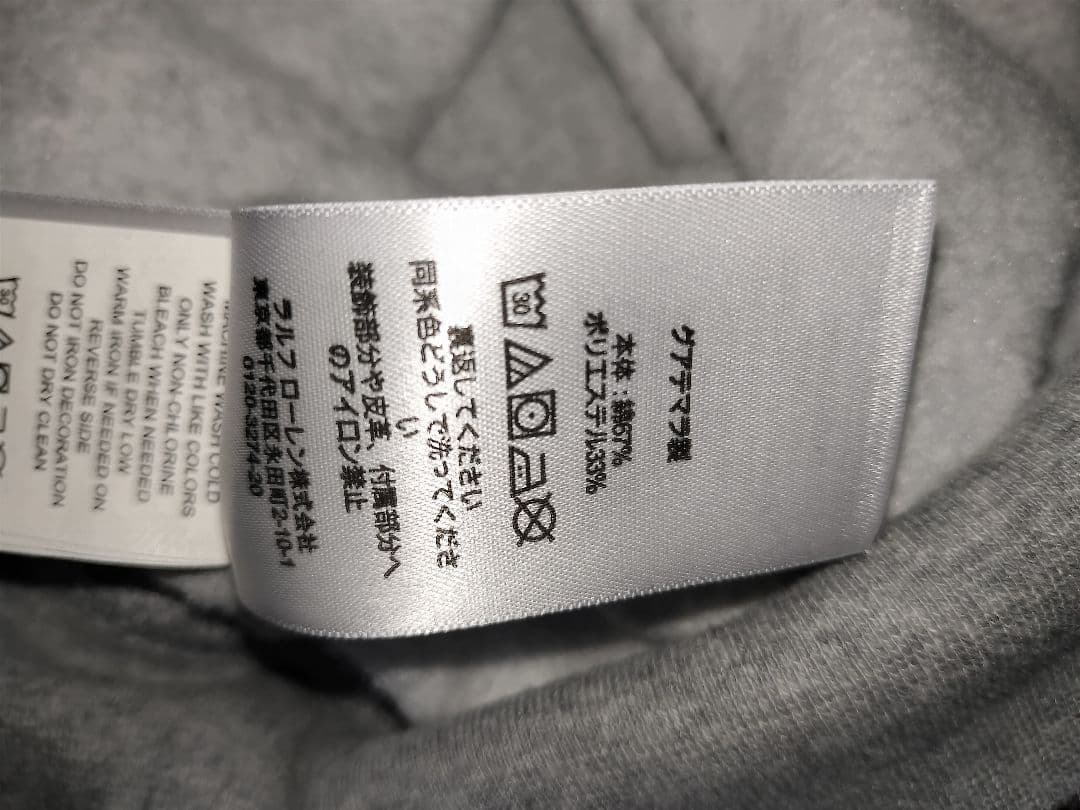 グアテマラ製
本体：綿67%
ポリエステル33%
30
裏返してください
同系色どうしで洗ってくださ
い
装飾部分や皮革、付属部分へ
のアイロン禁止
ラルフ ローレン株式会社
東京都千代田区永田町2-10-1
0120-3274-20
MACHINE WASH COLD
WASH WITH LIKE COLORS
ONLY NON-CHLORINE
BLEACH WHEN NEEDED
TUMBLE DRY LOW
WARM IRON IF NEEDED ON
REVERSE SIDE
DO NOT IRON DECORATION
DO NOT DRY CLEAN
30